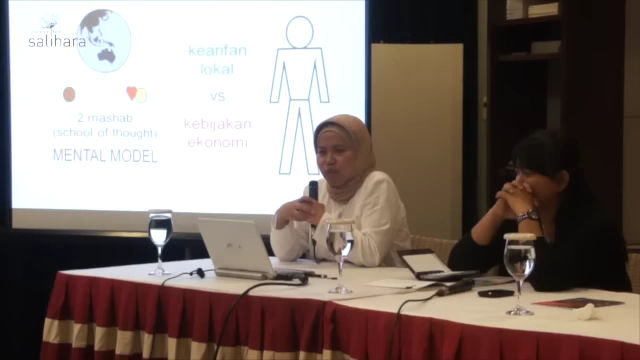 salihara
2 mashab
(school of thought)
MENTAL MODEL
kearifan
lokal
vs
kebijakan
ekonomi